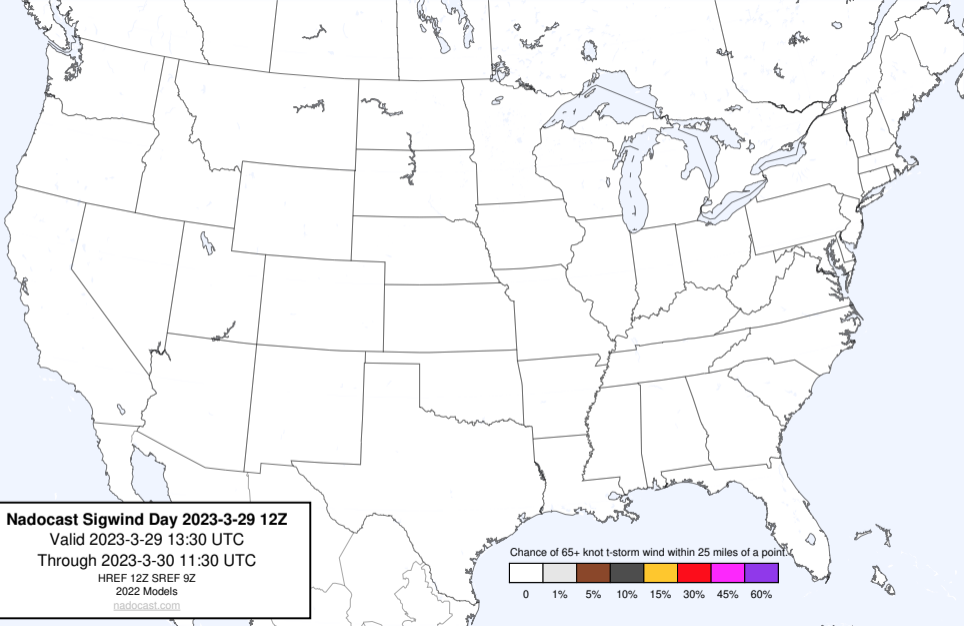 Nadocast Sigwind Day 2023-3-29 12Z
Valid 2023-3-29 13:30 UTC
Through 2023-3-30 11:30 UTC
HREF 12Z SREF 9Z
2022 Models
nadocast.com
Chance of 65+ knot t-storm wind within 25 miles of a point.
0 1% 5% 10% 15% 30% 45% 60%